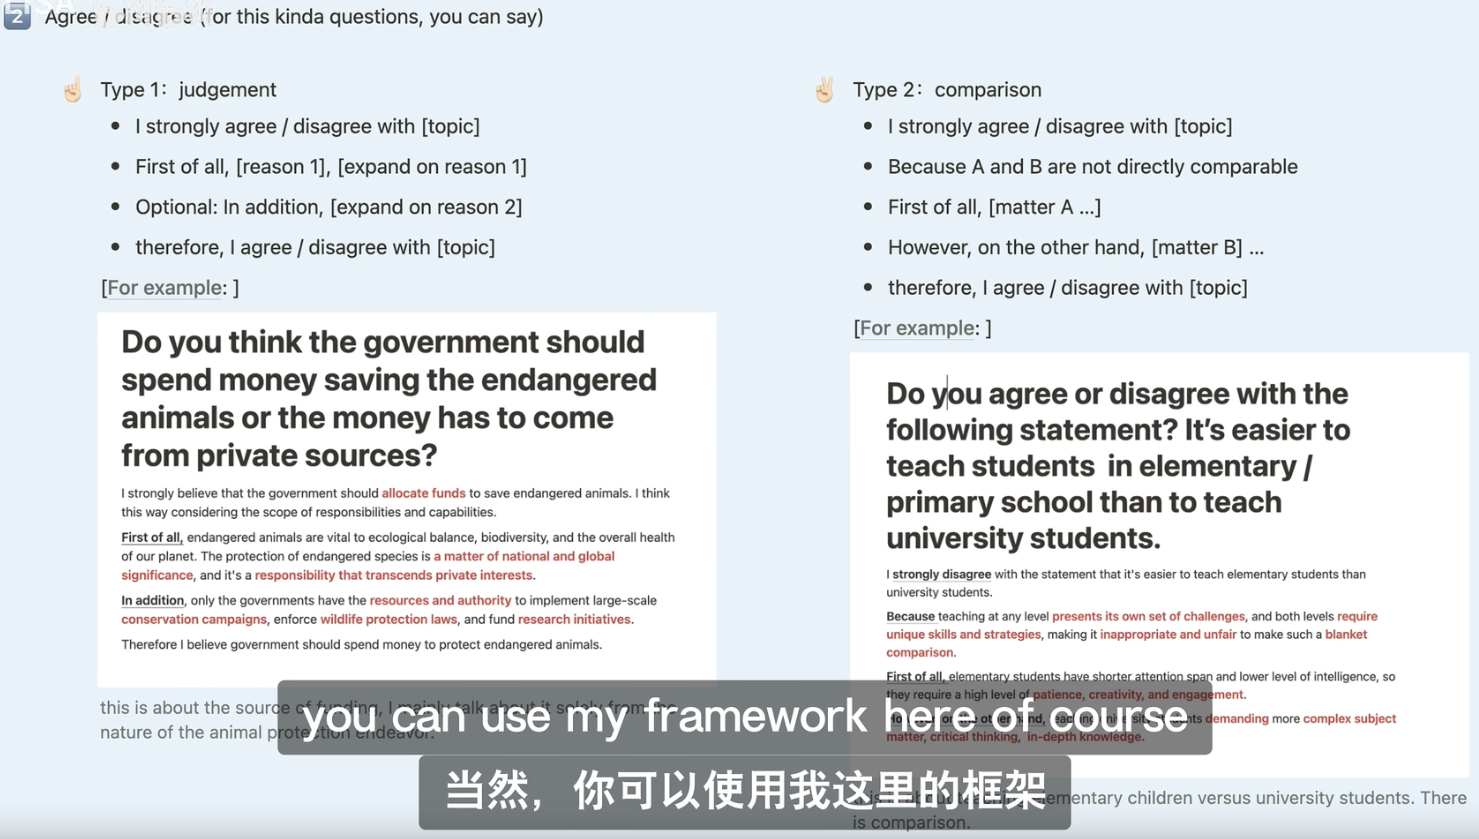 2 Agree / disagree (for this kinda questions, you can say)
Type 1: judgement
I strongly agree / disagree with [topic]
First of all, [reason 1], [expand on reason 1]
Optional: In addition, [expand on reason 2]
therefore, I agree / disagree with [topic]
[For example: ]
Do you think the government should
spend money saving the endangered
animals or the money has to come
from private sources?
I strongly believe that the government should allocate funds to save endangered animals. I think
this way considering the scope of responsibilities and capabilities.
First of all, endangered animals are vital to ecological balance, biodiversity, and the overall health
of our planet. The protection of endangered species is a matter of national and global
significance, and it's a responsibility that transcends private interests.
In addition, only the governments have the resources and authority to implement large-scale
conservation campaigns, enforce wildlife protection laws, and fund research initiatives.
Therefore I believe government should spend money to protect endangered animals.
this is about the source of funding, I mainly talk about it solely from the
nature of the animal protection endeavor.
Type 2: comparison
I strongly agree / disagree with [topic]
Because A and B are not directly comparable
First of all, [matter A ...]
However, on the other hand, [matter B] ...
therefore, I agree / disagree with [topic]
[For example: ]
Do you agree or disagree with the
following statement? It's easier to
teach students in elementary /
primary school than to teach
university students.
I strongly disagree with the statement that it's easier to teach elementary students than
university students.
Because teaching at any level presents its own set of challenges, and both levels require
unique skills and strategies, making it inappropriate and unfair to make such a blanket
comparison.
First of all, elementary students have shorter attention span and lower level of intelligence, so
they require a high level of patience, creativity, and engagement.
However, on the other hand, teaching university students demanding more complex subject
matter, critical thinking, in-depth knowledge.
elementary children versus university students. There
is comparison.
you can use my framework here of course
当然，你可以使用我这里的框架